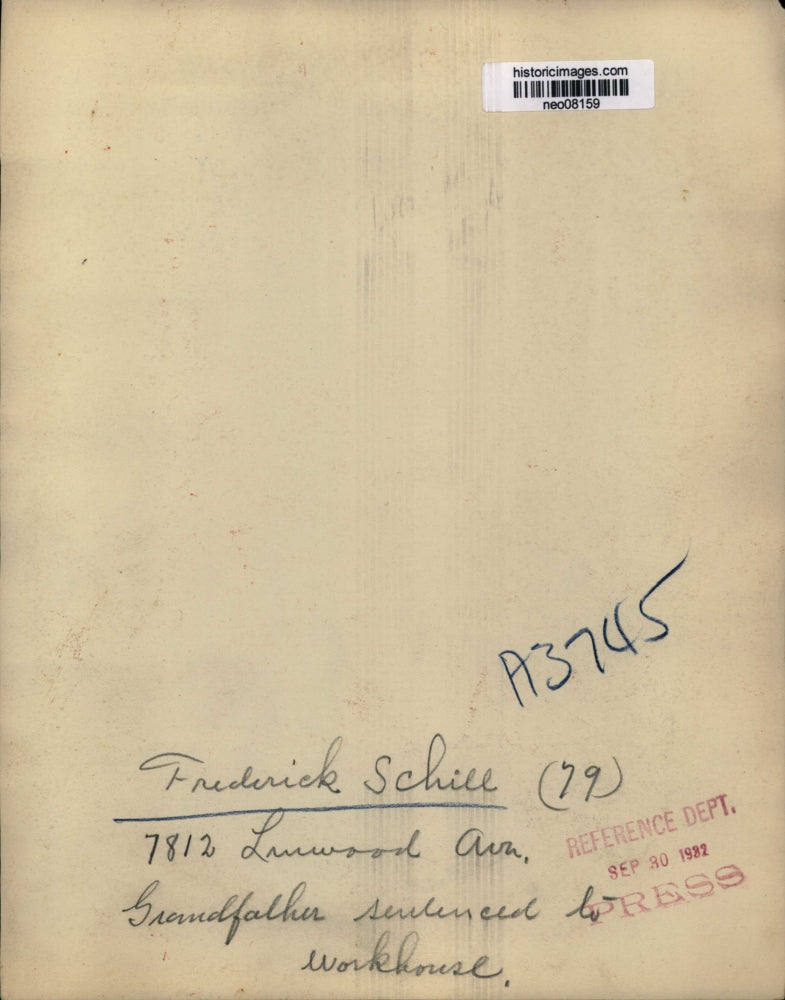 historicimages.com
neo08159
A3745
Frederick Schill (79)
7812 Linwood Ave.
REFERENCE DEPT.
SEP 30 1932
PRESS
Grandfather sentenced to
workhouse.